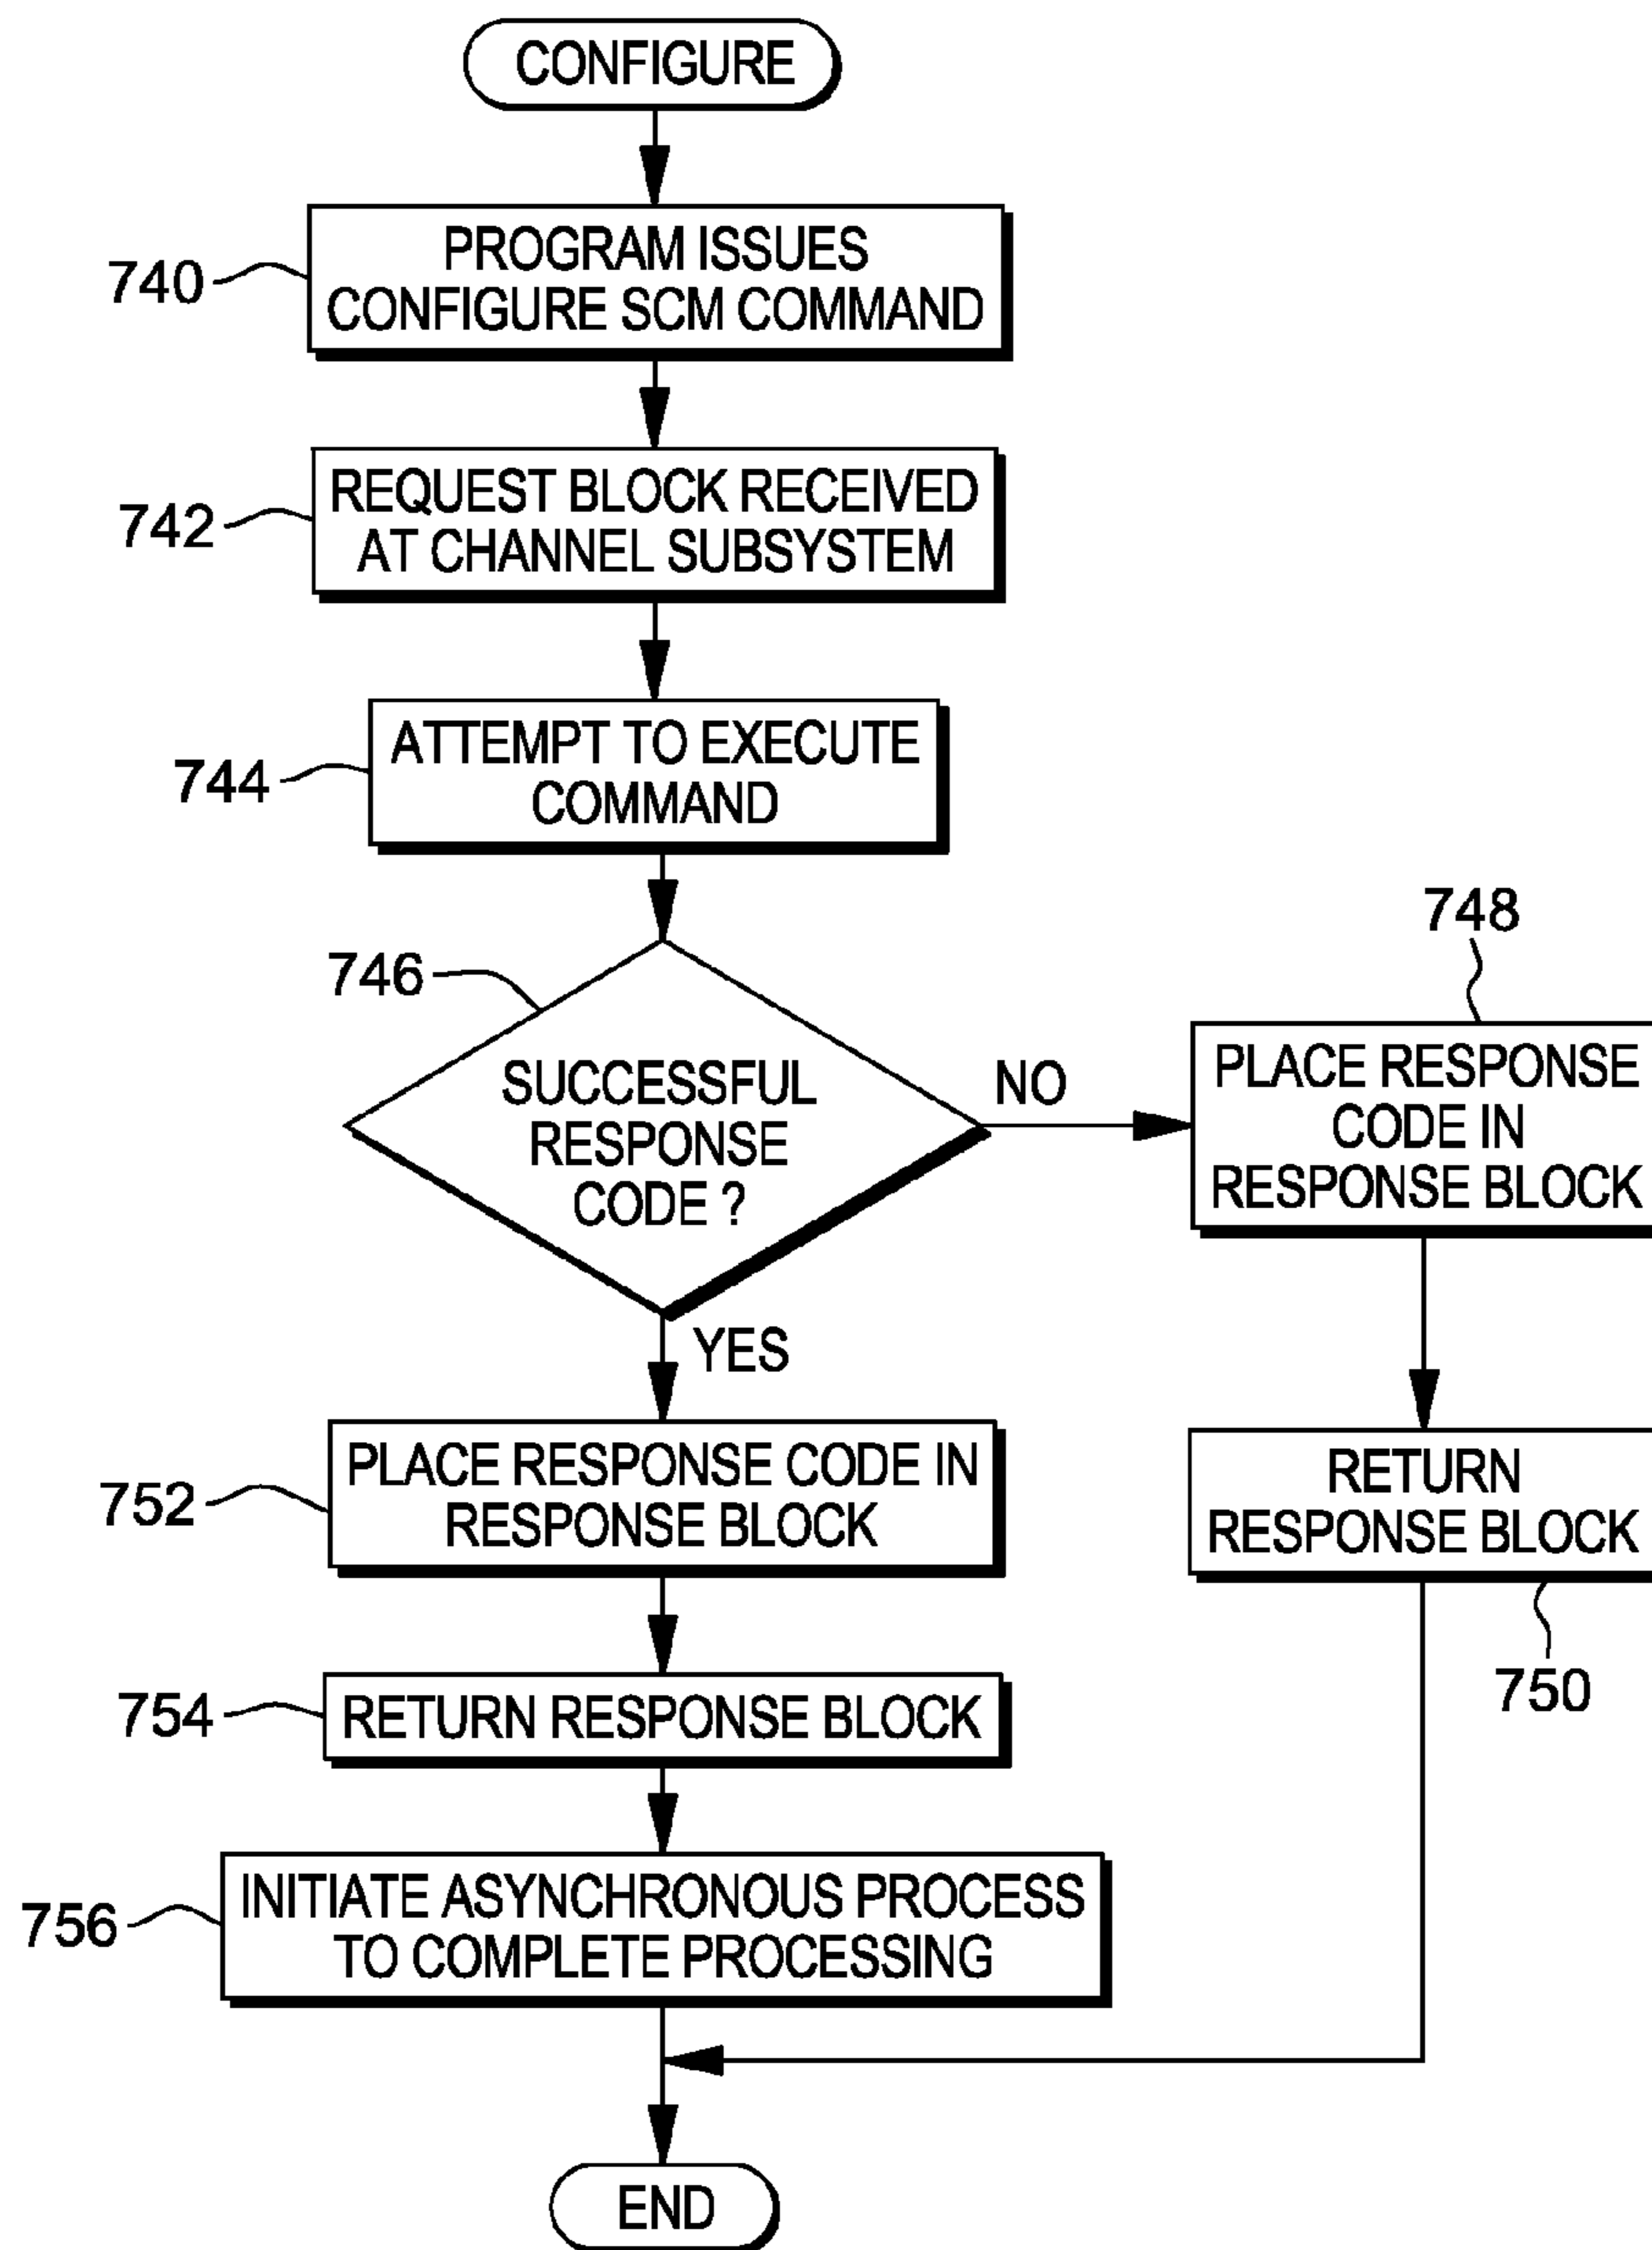 CONFIGURE
740
PROGRAM ISSUES
CONFIGURE SCM COMMAND
742
REQUEST BLOCK RECEIVED
AT CHANNEL SUBSYSTEM
744
ATTEMPT TO EXECUTE
COMMAND
746
SUCCESSFUL
RESPONSE
CODE ?
NO
748
PLACE RESPONSE
CODE IN
RESPONSE BLOCK
RETURN
RESPONSE BLOCK
750
YES
752
PLACE RESPONSE CODE IN
RESPONSE BLOCK
754
RETURN RESPONSE BLOCK
756
INITIATE ASYNCHRONOUS PROCESS
TO COMPLETE PROCESSING
END